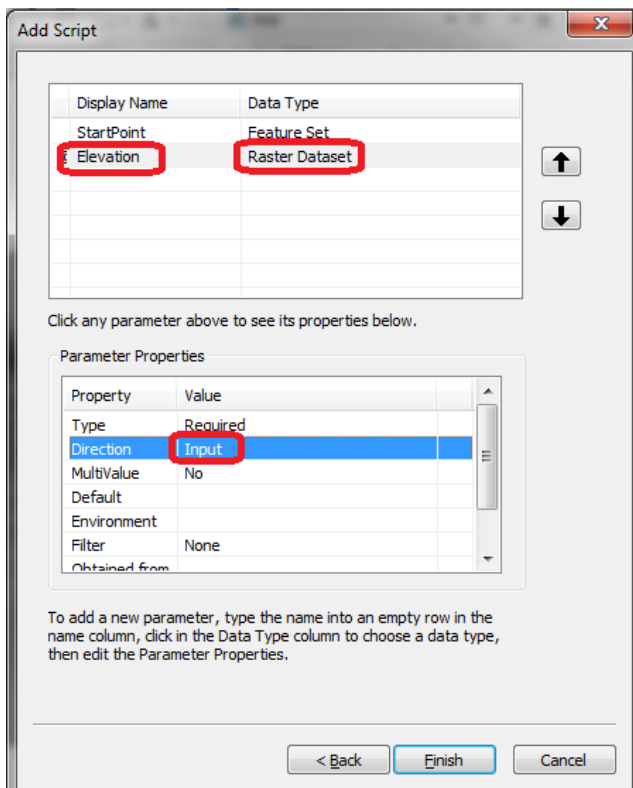 Add Script
Display Name Data Type
StartPoint Feature Set
Elevation Raster Dataset
Click any parameter above to see its properties below.
Parameter Properties
Property Value
Type Required
Direction Input
MultiValue No
Default
Environment
Filter None
Obtained from
To add a new parameter, type the name into an empty row in the
name column, click in the Data Type column to choose a data type,
then edit the Parameter Properties.
< Back Finish Cancel